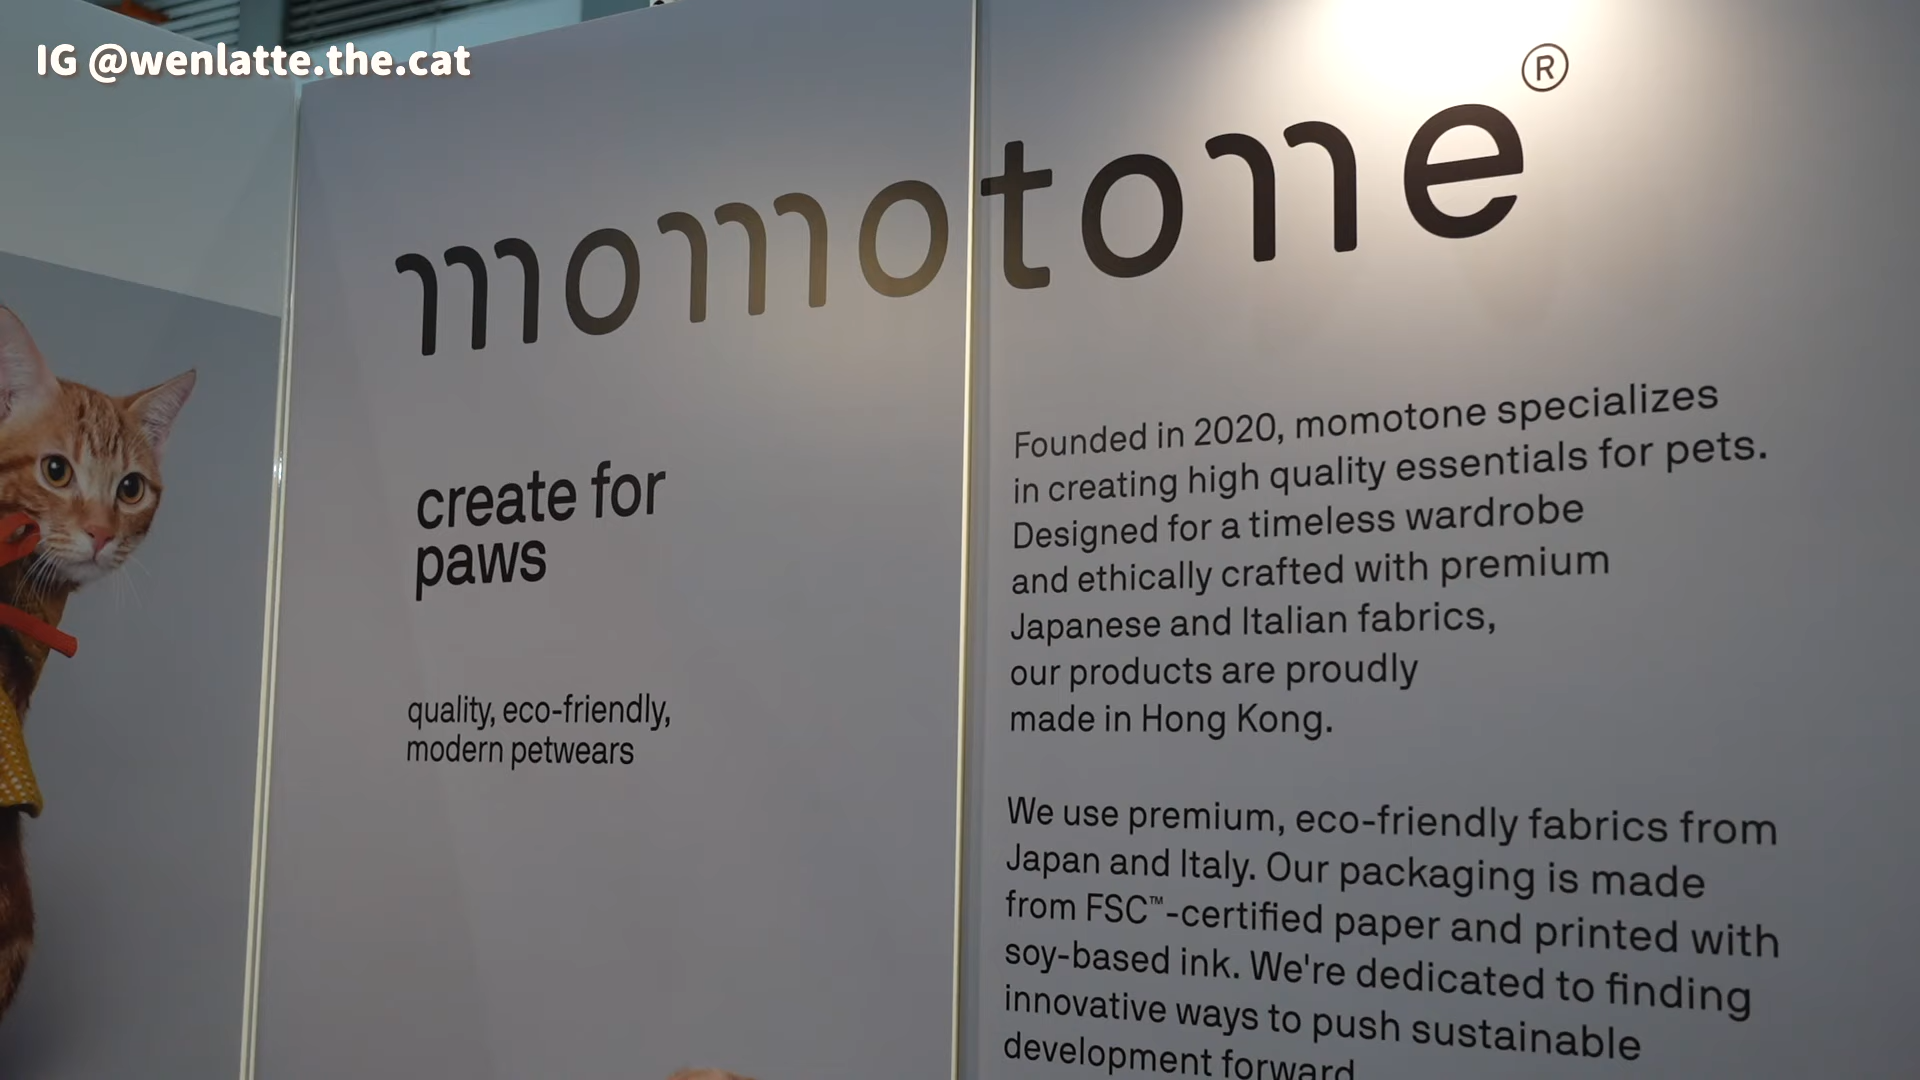 IG @wenlatte.the.cat
momotone®
create for
paws
quality, eco-friendly,
modern petwears
Founded in 2020, momotone specializes
in creating high quality essentials for pets.
Designed for a timeless wardrobe
and ethically crafted with premium
Japanese and Italian fabrics,
our products are proudly
made in Hong Kong.
We use premium, eco-friendly fabrics from
Japan and Italy. Our packaging is made
from FSC™-certified paper and printed with
soy-based ink. We're dedicated to finding
innovative ways to push sustainable
development forward